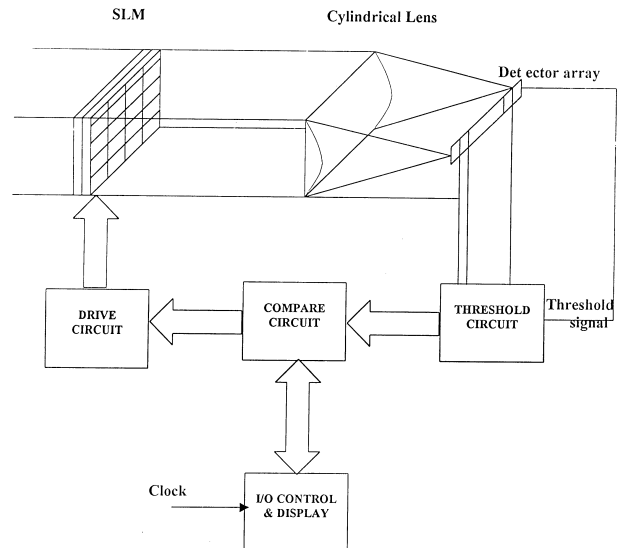 SLM
Cylindrical Lens
Det ector array
DRIVE
CIRCUIT
COMPARE
CIRCUIT
THRESHOLD
CIRCUIT
Threshold
signal
Clock
I/O CONTROL
& DISPLAY